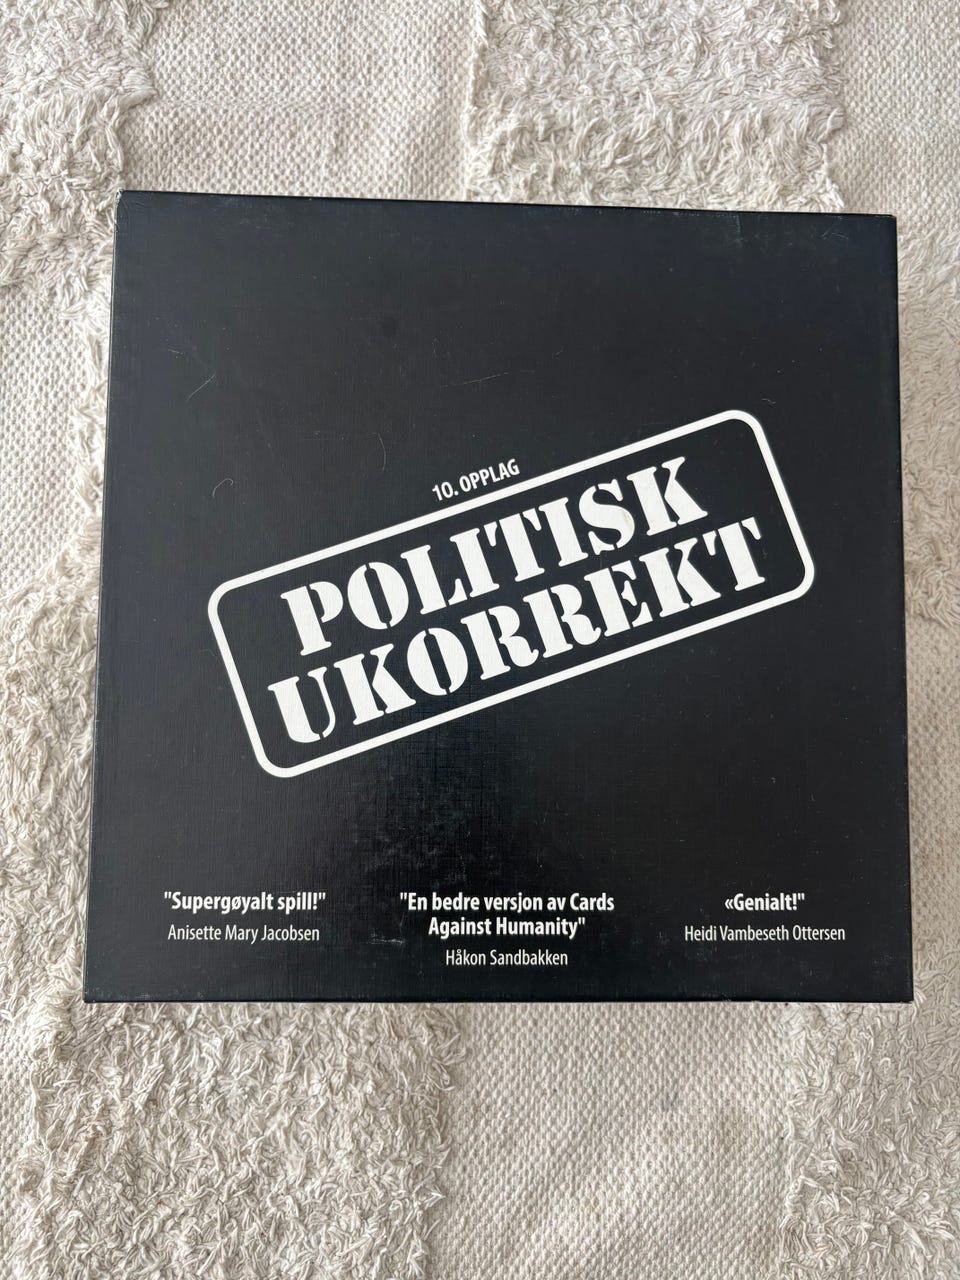 10. OPPLAG
POLITISK
UKORREKT
"Supergøyalt spill!"
Anisette Mary Jacobsen
"En bedre versjon av Cards
Against Humanity"
Håkon Sandbakken
«Genialt!"
Heidi Vambeseth Ottersen